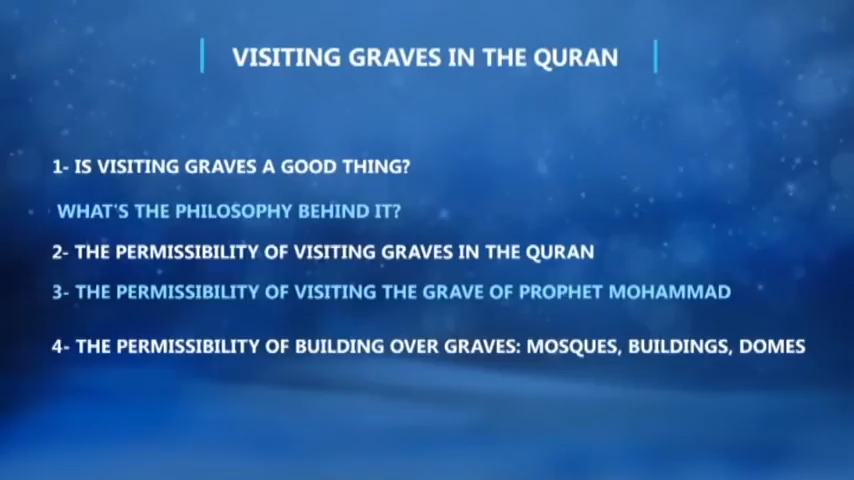 VISITING GRAVES IN THE QURAN
1- IS VISITING GRAVES A GOOD THING?
WHAT'S THE PHILOSOPHY BEHIND IT?
2- THE PERMISSIBILITY OF VISITING GRAVES IN THE QURAN
3- THE PERMISSIBILITY OF VISITING THE GRAVE OF PROPHET MOHAMMAD
4- THE PERMISSIBILITY OF BUILDING OVER GRAVES: MOSQUES, BUILDINGS, DOMES